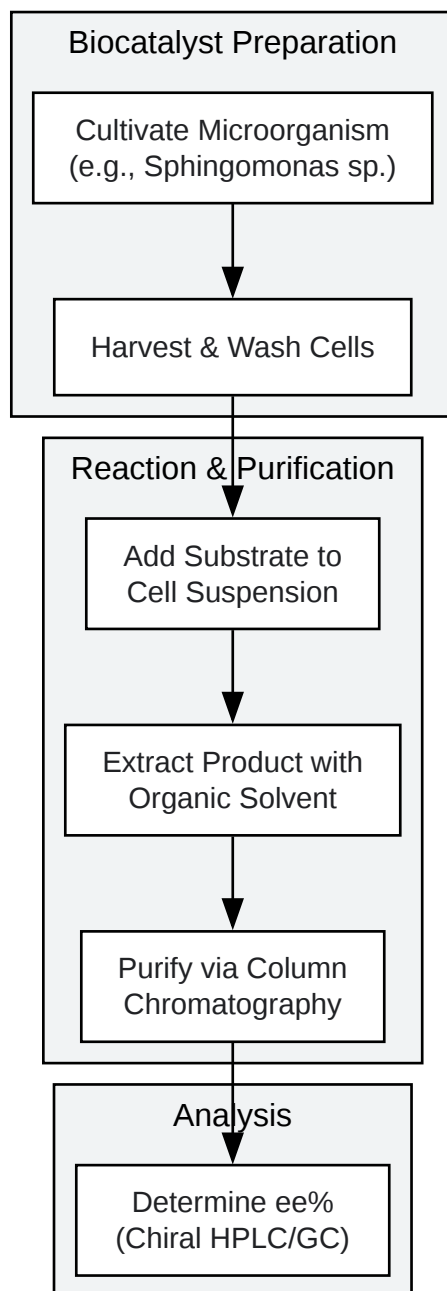 Biocatalyst Preparation
Cultivate Microorganism
(e.g., Sphingomonas sp.)
Harvest & Wash Cells
Reaction & Purification
Add Substrate to
Cell Suspension
Extract Product with
Organic Solvent
Purify via Column
Chromatography
Analysis
Determine ee%
(Chiral HPLC/GC)